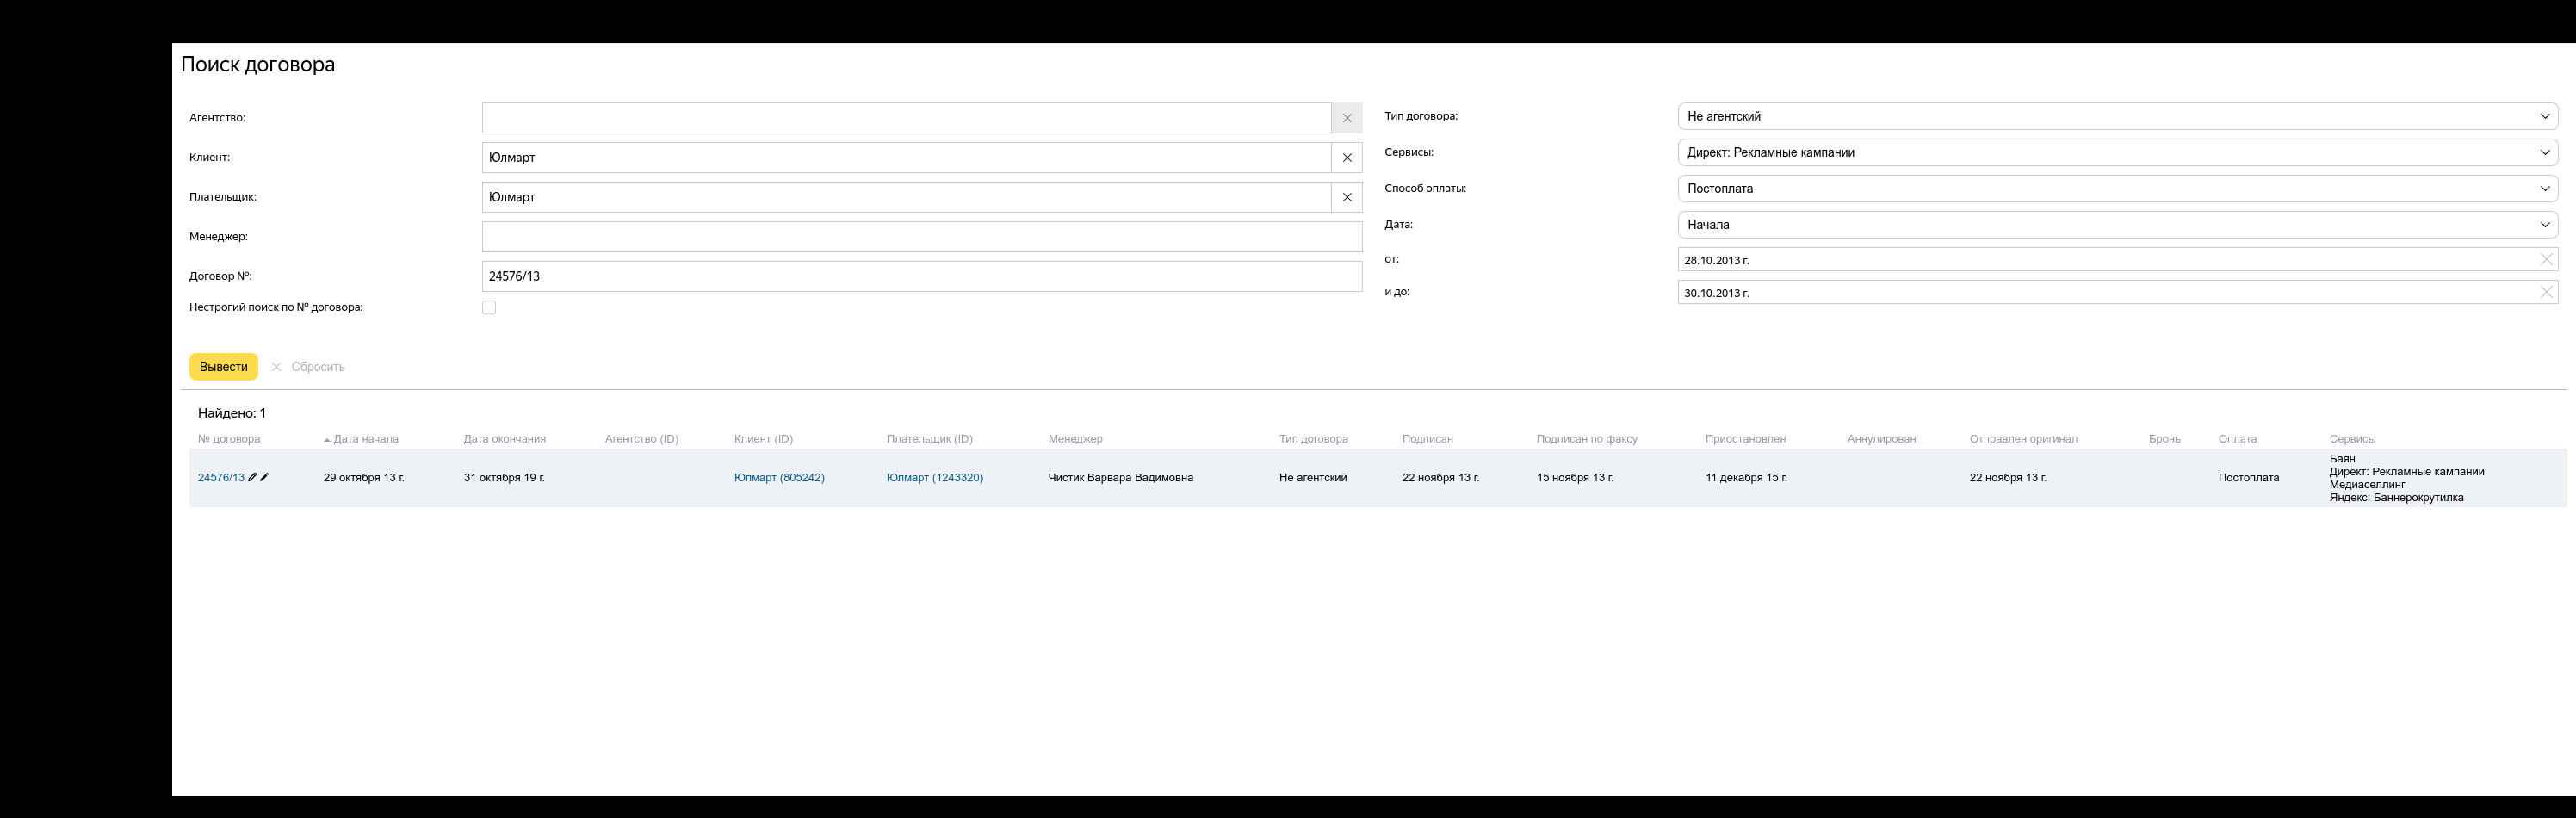 Поиск договора
Агентство:
Клиент: Юлмарт
Плательщик: Юлмарт
Менеджер:
Договор №: 24576/13
Нестрогий поиск по № договора:
Тип договора: Не агентский
Сервисы: Директ: Рекламные кампании
Способ оплаты: Постоплата
Дата: Начала
от: 28.10.2013 г.
и до: 30.10.2013 г.
Вывести Сбросить
Найдено: 1
№ договора Дата начала Дата окончания Агентство (ID) Клиент (ID) Плательщик (ID) Менеджер Тип договора Подписан Подписан по факсу Приостановлен Аннулирован Отправлен оригинал Бронь Оплата Сервисы
24576/13 29 октября 13 г. 31 октября 19 г. Юлмарт (805242) Юлмарт (1243320) Чистик Варвара Вадимовна Не агентский 22 ноября 13 г. 15 ноября 13 г. 11 декабря 15 г. 22 ноября 13 г. Постоплата Баян
Директ: Рекламные кампании
Медиаселлинг
Яндекс: Баннерокрутилка